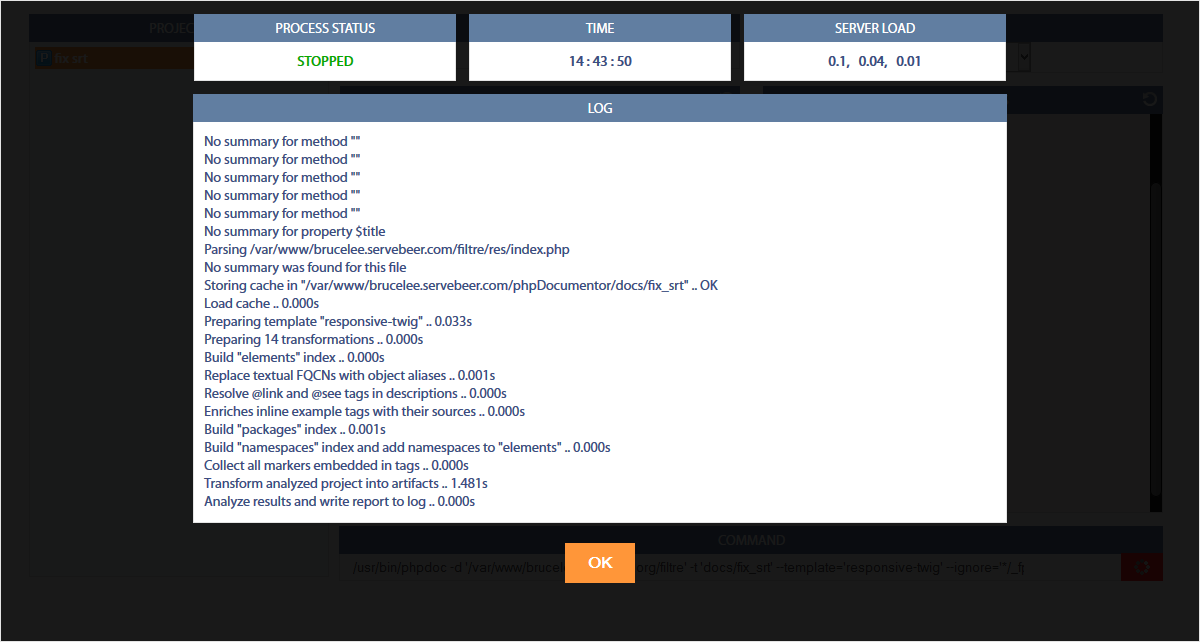 PROJEC
PROCESS STATUS
TIME
SERVER LOAD
P fix srt
STOPPED
14 : 43 : 50
0.1, 0.04, 0.01
LOG
No summary for method ""
No summary for method ""
No summary for method ""
No summary for method ""
No summary for method ""
No summary for property $title
Parsing /var/www/brucelee.servebeer.com/filtre/res/index.php
No summary was found for this file
Storing cache in "/var/www/brucelee.servebeer.com/phpDocumentor/docs/fix_srt" .. OK
Load cache .. 0.000s
Preparing template "responsive-twig" .. 0.033s
Preparing 14 transformations .. 0.000s
Build "elements" index .. 0.000s
Replace textual FQCNs with object aliases .. 0.001s
Resolve @link and @see tags in descriptions .. 0.000s
Enriches inline example tags with their sources .. 0.000s
Build "packages" index .. 0.001s
Build "namespaces" index and add namespaces to "elements" .. 0.000s
Collect all markers embedded in tags .. 0.000s
Transform analyzed project into artifacts .. 1.481s
Analyze results and write report to log .. 0.000s
COMMAND
OK
/usr/bin/phpdoc -d '/var/www/brucele org/filtre' -t 'docs/fix_srt' --template='responsive-twig' --ignore='*/_